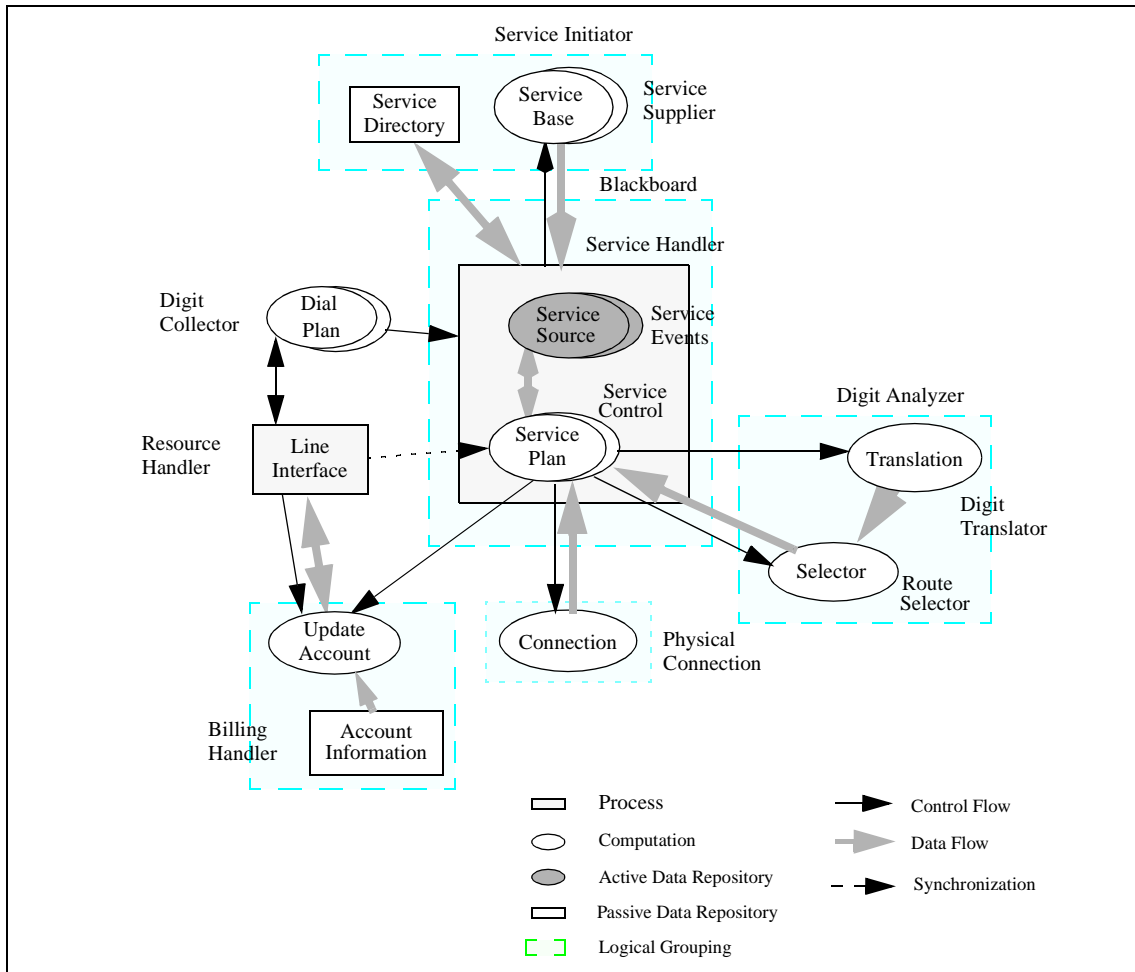 Service Initiator
Service
Directory
Service
Base
Service
Supplier
Blackboard
Service Handler
Digit
Collector
Dial
Plan
Service
Source
Service
Events
Service
Control
Digit Analyzer
Resource
Handler
Line
Interface
Service
Plan
Translation
Digit
Translator
Selector
Route
Selector
Update
Account
Connection
Physical
Connection
Billing
Handler
Account
Information
Process
Control Flow
Computation
Data Flow
Active Data Repository
Synchronization
Passive Data Repository
Logical Grouping